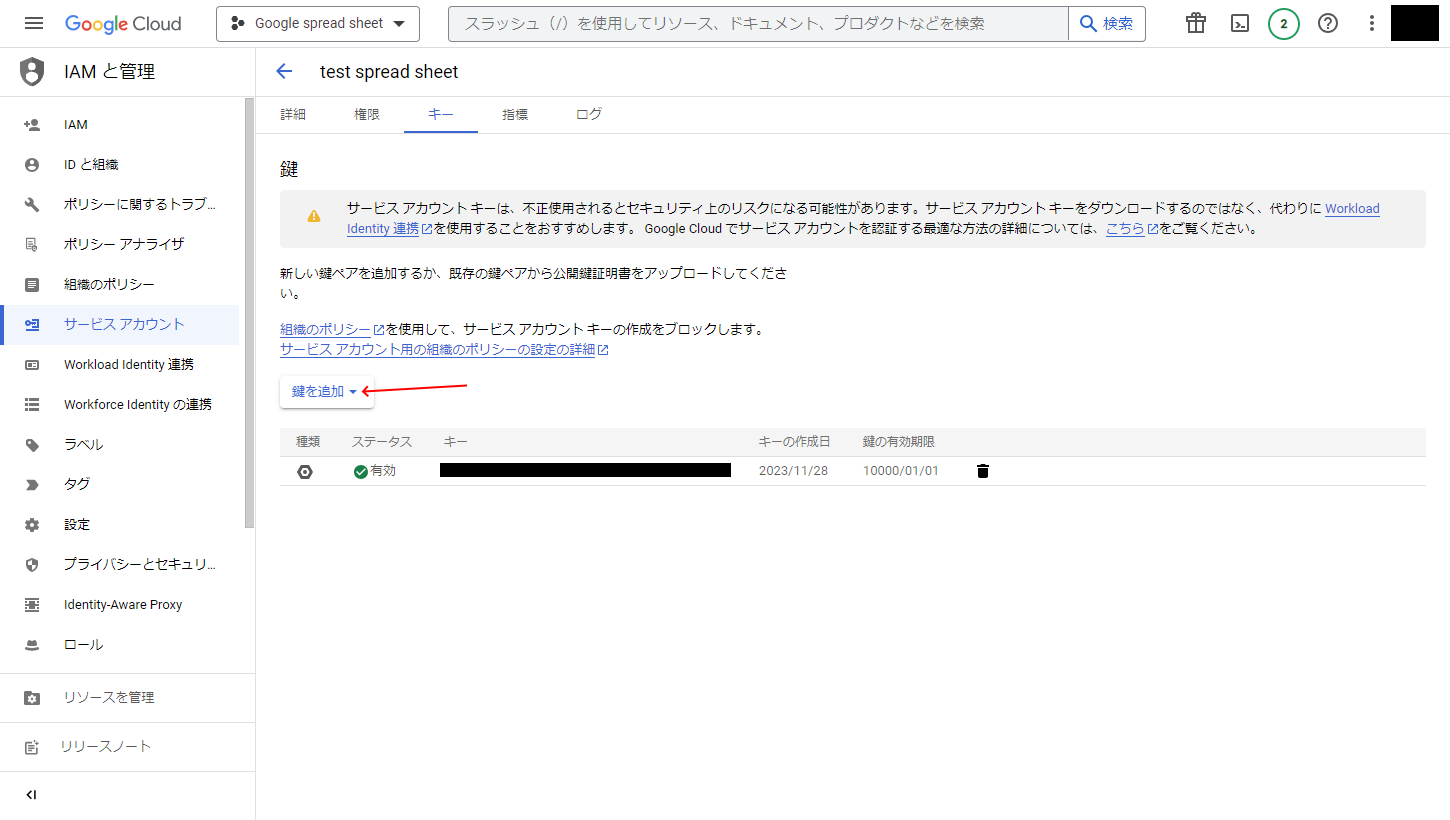 Google Cloud
Google spread sheet
スラッシュ（/）を使用してリソース、ドキュメント、プロダクトなどを検索
検索
2
IAM と管理
IAM
ID と組織
ポリシーに関するトラブ...
ポリシー アナライザ
組織のポリシー
サービス アカウント
Workload Identity 連携
Workforce Identity の連携
ラベル
タグ
設定
プライバシーとセキュリ...
Identity-Aware Proxy
ロール
リソースを管理
リリースノート
test spread sheet
詳細 権限 キー 指標 ログ
鍵
サービス アカウント キーは、不正使用されるとセキュリティ上のリスクになる可能性があります。サービス アカウント キーをダウンロードするのではなく、代わりに Workload
Identity 連携を使用することをおすすめします。 Google Cloud でサービス アカウントを認証する最適な方法の詳細については、こちらをご覧ください。
新しい鍵ペアを追加するか、既存の鍵ペアから公開鍵証明書をアップロードしてくださ
い。
組織のポリシーを使用して、サービス アカウント キーの作成をブロックします。
サービス アカウント用の組織のポリシーの設定の詳細
鍵を追加
種類 ステータス キー キーの作成日 鍵の有効期限
有効 2023/11/28 10000/01/01